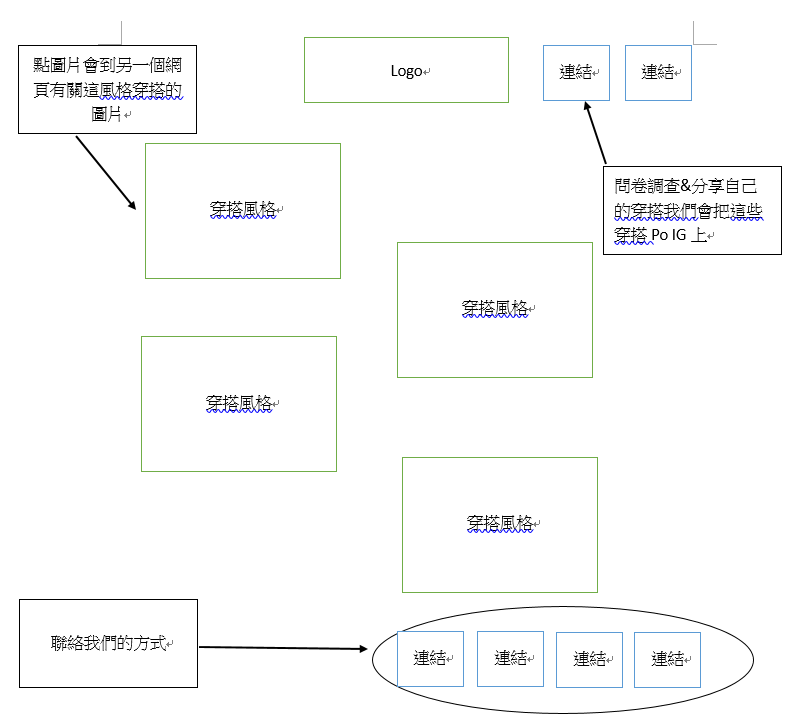 點圖片會到另一個網
頁有關這風格穿搭的
圖片
Logo
連結
連結
問卷調查&分享自己
的穿搭我們會把這些
穿搭 Po IG 上
穿搭風格
穿搭風格
穿搭風格
穿搭風格
聯絡我們的方式
連結
連結
連結
連結